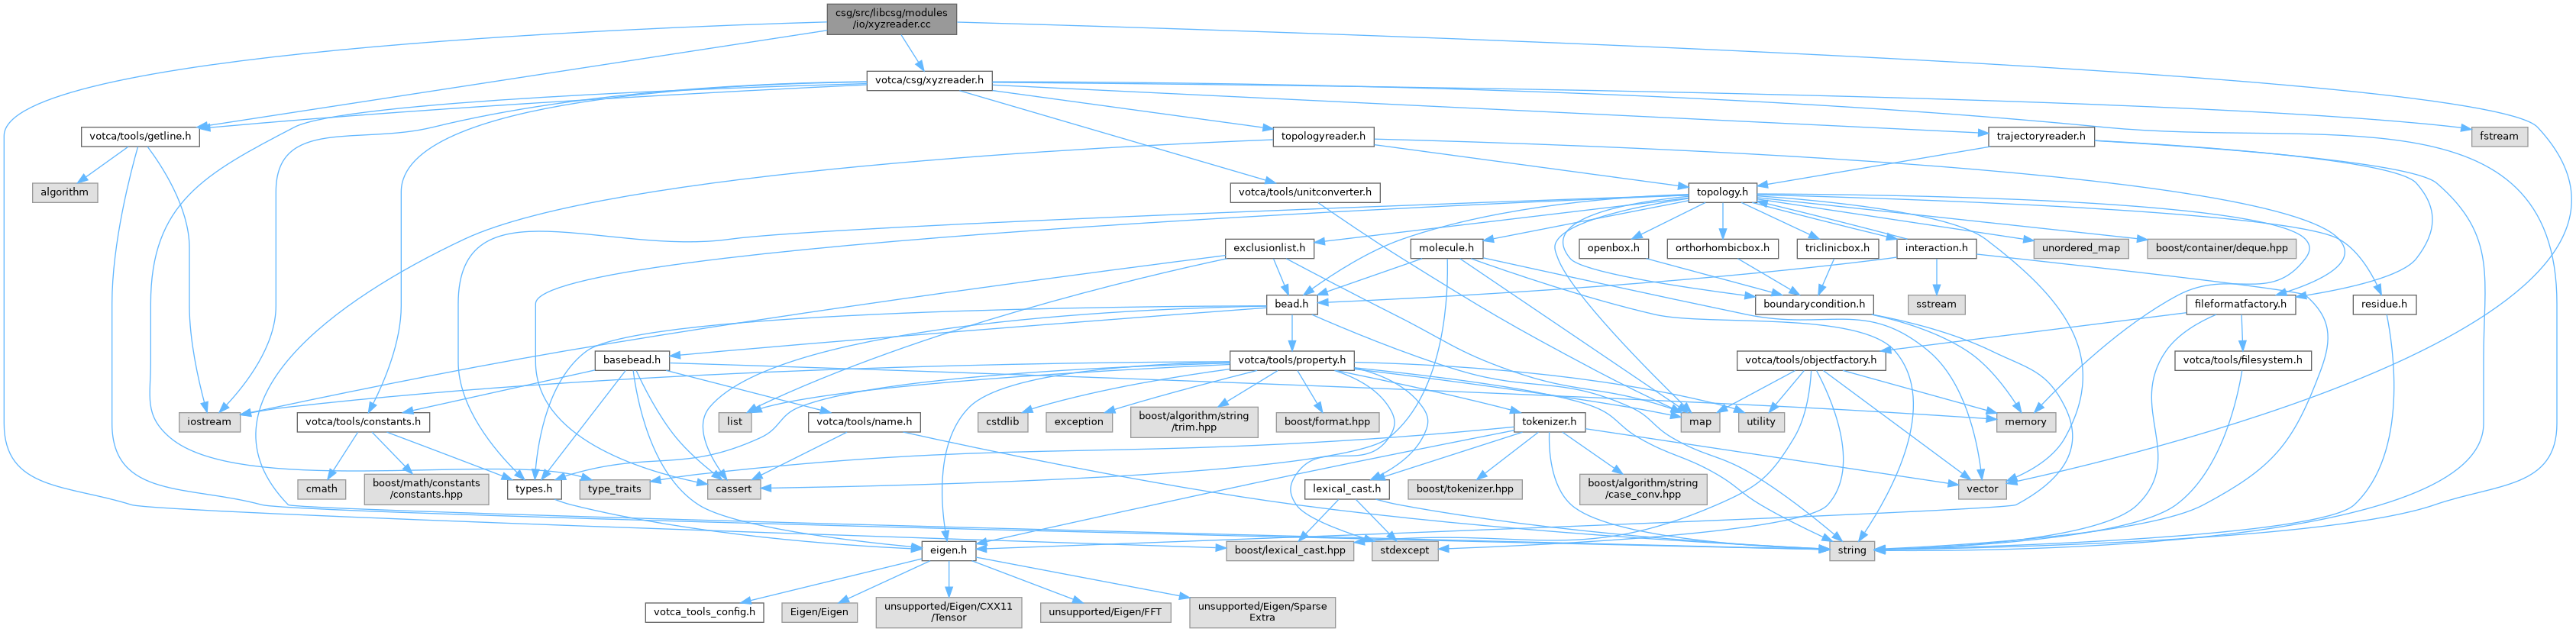 csg/src/libcsg/modules
/io/xyzreader.cc
votca/csg/xyzreader.h
votca/tools/getline.h
topologyreader.h
trajectoryreader.h
fstream
algorithm
votca/tools/unitconverter.h
topology.h
exclusionlist.h
molecule.h
openbox.h
orthorhombicbox.h
triclinicbox.h
interaction.h
unordered_map
boost/container/deque.hpp
bead.h
boundarycondition.h
sstream
fileformatfactory.h
residue.h
basebead.h
votca/tools/property.h
votca/tools/objectfactory.h
votca/tools/filesystem.h
iostream
votca/tools/constants.h
list
votca/tools/name.h
cstdlib
exception
boost/algorithm/string
/trim.hpp
boost/format.hpp
tokenizer.h
map
utility
memory
cmath
boost/math/constants
/constants.hpp
types.h
type_traits
cassert
lexical_cast.h
boost/tokenizer.hpp
boost/algorithm/string
/case_conv.hpp
vector
eigen.h
boost/lexical_cast.hpp
stdexcept
string
votca_tools_config.h
Eigen/Eigen
unsupported/Eigen/CXX11
/Tensor
unsupported/Eigen/FFT
unsupported/Eigen/Sparse
Extra